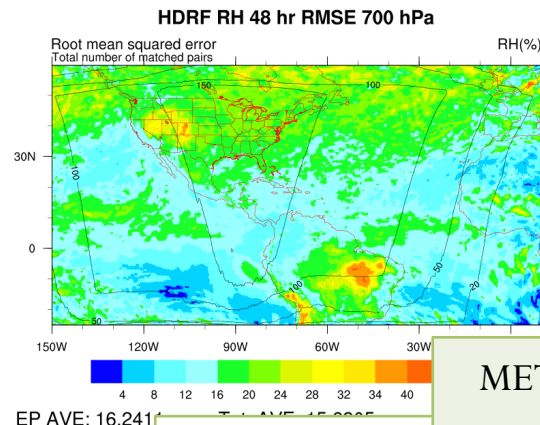 HDRF RH 48 hr RMSE 700 hPa
Root mean squared error RH(%)
Total number of matched pairs
150 100
30N
100
0
100 50 20
50
150W 120W 90W 60W 30W
4 8 12 16 20 24 28 32 34 40
MET
EP AVE: 16.2411